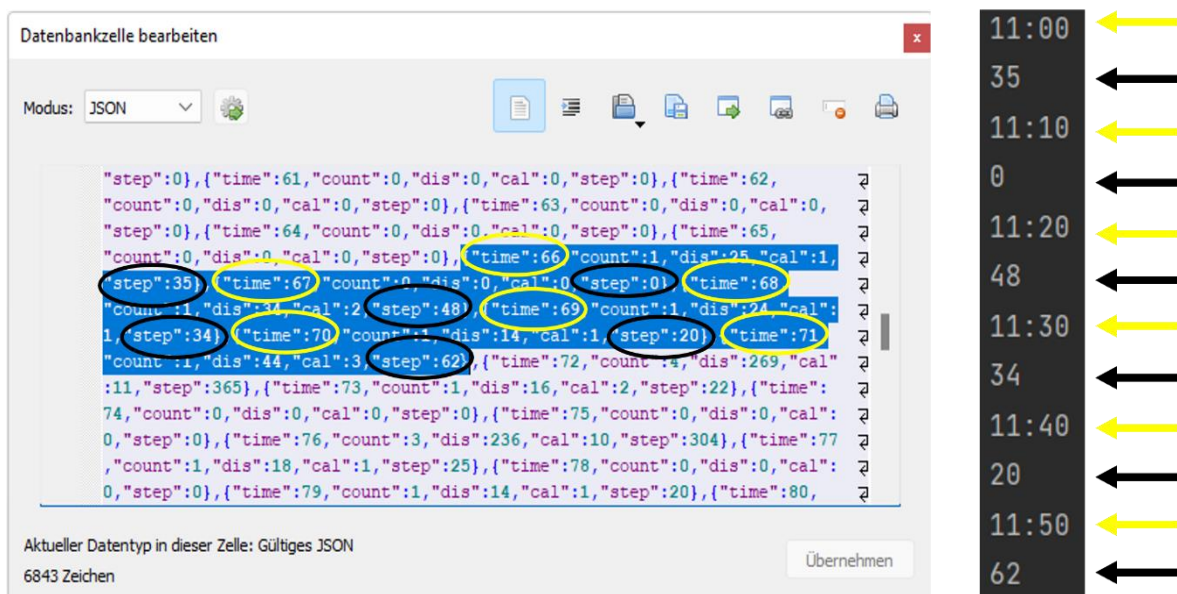 Datenbankzelle bearbeiten
x
Modus: JSON
"step":0},{"time":61,"count":0,"dis":0,"cal":0,"step":0},{"time":62,
"count":0,"dis":0,"cal":0,"step":0},{"time":63,"count":0,"dis":0,"cal":0,
"step":0},{"time":64,"count":0,"dis":0,"cal":0,"step":0},{"time":65,
"count":0,"dis":0,"cal":0,"step":0},{"time":66,"count":1,"dis":25,"cal":1,
"step":35},{"time":67,"count":0,"dis":0,"cal":0,"step":0},{"time":68,
"count":1,"dis":34,"cal":2,"step":48},{"time":69,"count":1,"dis":24,"cal":
1,"step":34},{"time":70,"count":1,"dis":14,"cal":1,"step":20},{"time":71,
"count":1,"dis":44,"cal":3,"step":62},{"time":72,"count":4,"dis":269,"cal"
:11,"step":365},{"time":73,"count":1,"dis":16,"cal":2,"step":22},{"time":
74,"count":0,"dis":0,"cal":0,"step":0},{"time":75,"count":0,"dis":0,"cal":
0,"step":0},{"time":76,"count":3,"dis":236,"cal":10,"step":304},{"time":77
,"count":1,"dis":18,"cal":1,"step":25},{"time":78,"count":0,"dis":0,"cal":
0,"step":0},{"time":79,"count":1,"dis":14,"cal":1,"step":20},{"time":80,
Aktueller Datentyp in dieser Zelle: Gültiges JSON
6843 Zeichen
Übernehmen
11:00
35
11:10
0
11:20
48
11:30
34
11:40
20
11:50
62